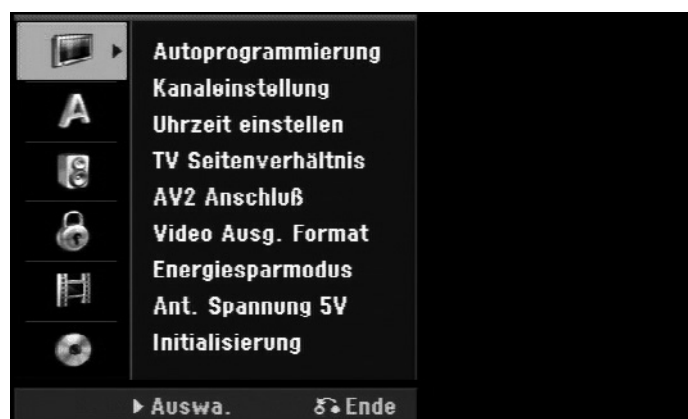 Autoprogrammierung
Kanaleinstellung
Uhrzeit einstellen
TV Seitenverhältnis
AV2 Anschluß
Video Ausg. Format
Energiesparmodus
Ant. Spannung 5V
Initialisierung
Auswa. Ende